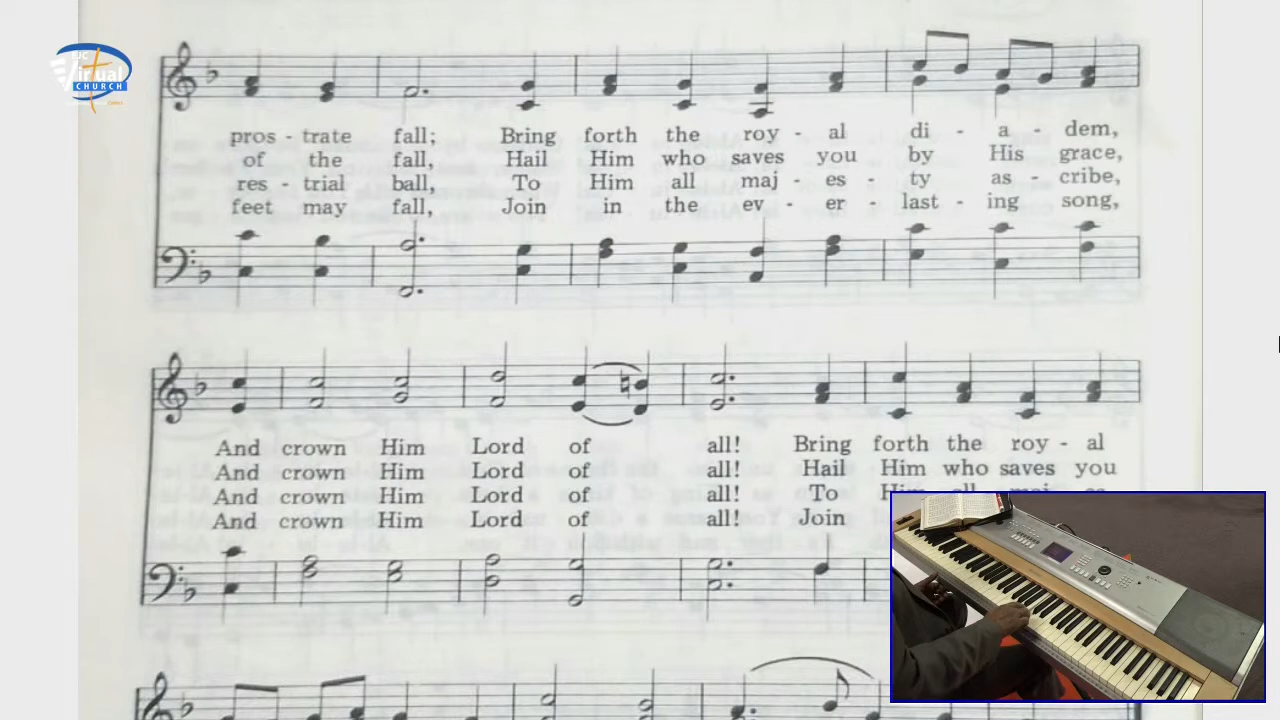 EJC
Virtual
CHURCH
pros - trate fall; Bring forth the roy - al di - a - dem,
of the fall, Hail Him who saves you by His grace,
res - trial ball, To Him all maj - es - ty as - cribe,
feet may fall, Join in the ev - er - last - ing song,
And crown Him Lord of all! Bring forth the roy - al
And crown Him Lord of all! Hail Him who saves you
And crown Him Lord of all! To
And crown Him Lord of all! Join